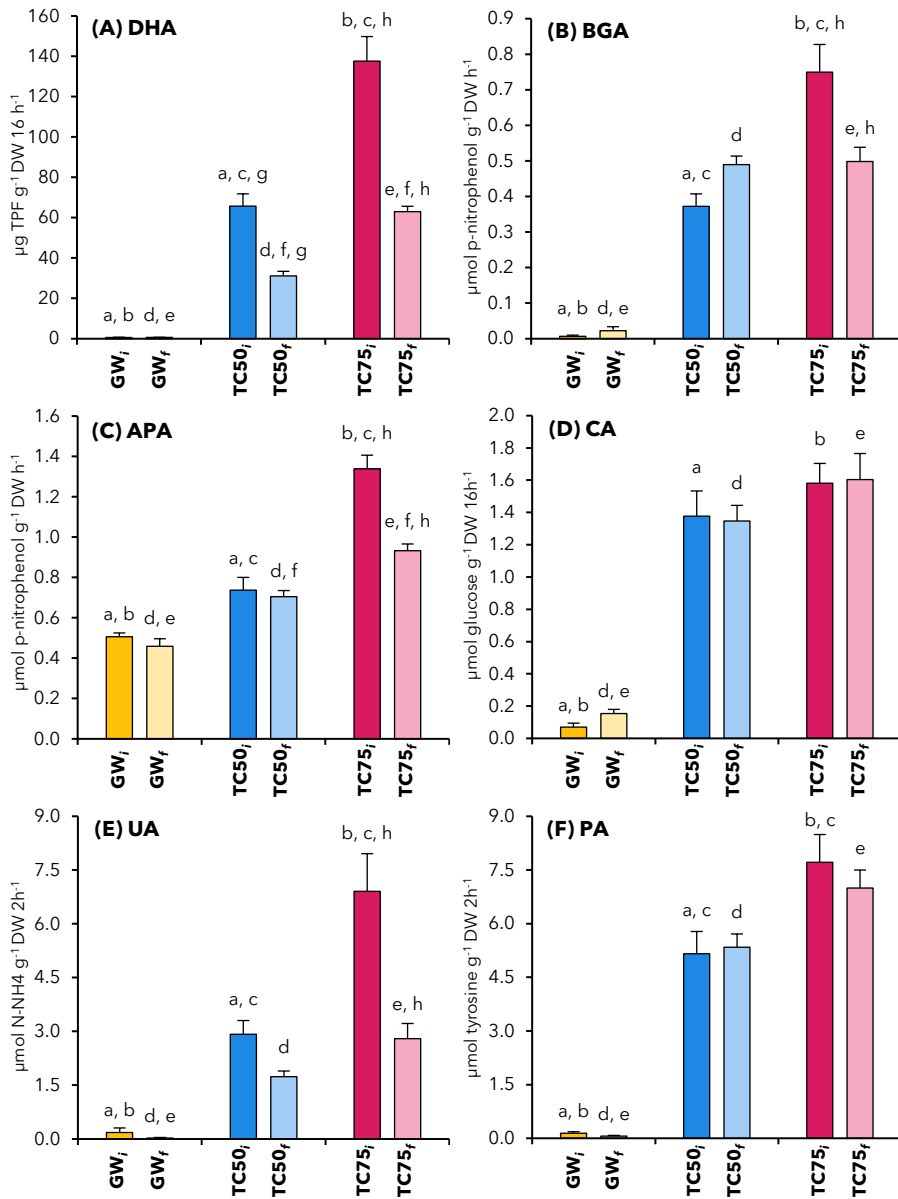 (A) DHA
µg TPF g⁻¹ DW 16 h⁻¹
160
140
120
100
80
60
40
20
0
a, b
d, e
a, c, g
d, f, g
b, c, h
e, f, h
GWi
GWf
TC50i
TC50f
TC75i
TC75f
(B) BGA
µmol p-nitrophenol g⁻¹ DW h⁻¹
0.9
0.8
0.7
0.6
0.5
0.4
0.3
0.2
0.1
0.0
a, b
d, e
a, c
d
b, c, h
e, h
GWi
GWf
TC50i
TC50f
TC75i
TC75f
(C) APA
µmol p-nitrophenol g⁻¹ DW h⁻¹
1.6
1.4
1.2
1.0
0.8
0.6
0.4
0.2
0.0
a, b
d, e
a, c
d, f
b, c, h
e, f, h
GWi
GWf
TC50i
TC50f
TC75i
TC75f
(D) CA
µmol glucose g⁻¹ DW 16h⁻¹
2.0
1.8
1.6
1.4
1.2
1.0
0.8
0.6
0.4
0.2
0.0
a, b
d, e
a
d
b
e
GWi
GWf
TC50i
TC50f
TC75i
TC75f
(E) UA
µmol N-NH4 g⁻¹ DW 2h⁻¹
9.0
7.5
6.0
4.5
3.0
1.5
0.0
a, b
d, e
a, c
d
b, c, h
e, h
GWi
GWf
TC50i
TC50f
TC75i
TC75f
(F) PA
µmol tyrosine g⁻¹ DW 2h⁻¹
9.0
7.5
6.0
4.5
3.0
1.5
0.0
a, b
d, e
a, c
d
b, c
e
GWi
GWf
TC50i
TC50f
TC75i
TC75f